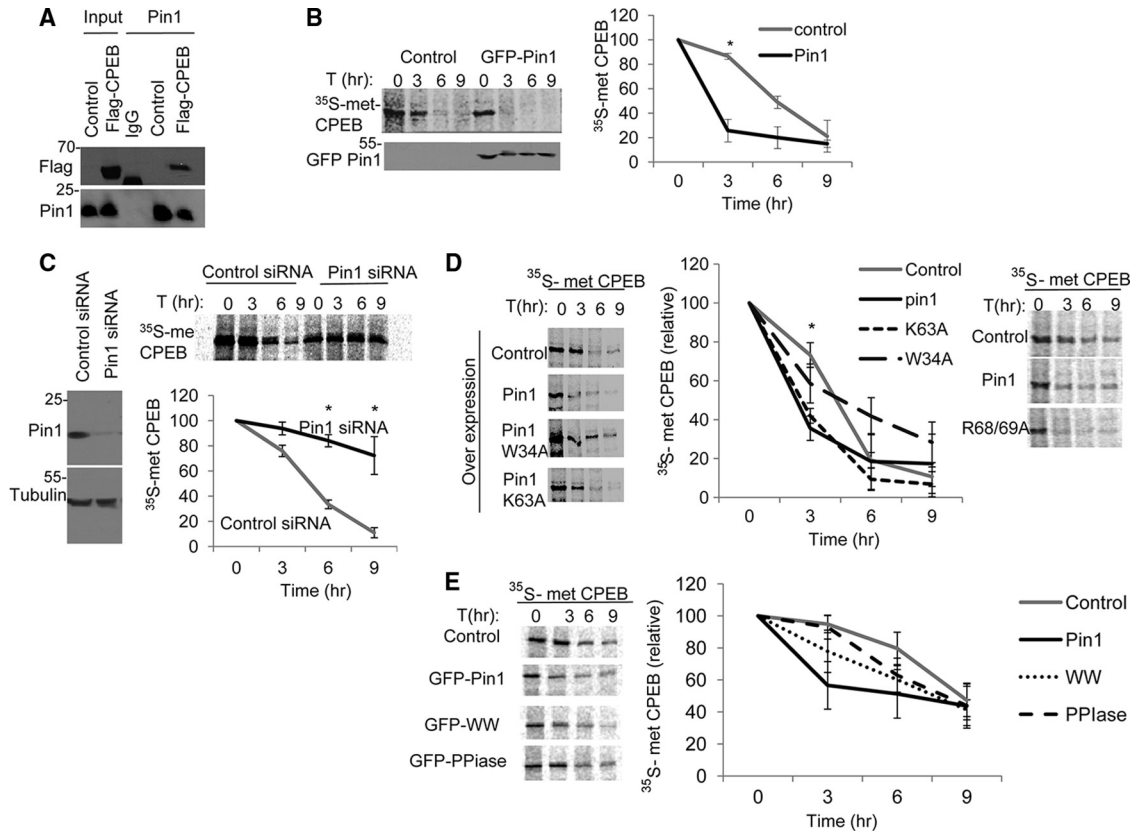 A
Input Pin1
Control
Flag-CPEB
IgG
Control
Flag-CPEB
70-
Flag
25-
Pin1
B
Control GFP-Pin1
T (hr): 0 3 6 9 0 3 6 9
35S-met-
CPEB
55-
GFP Pin1
35S-met CPEB
120
100
80
60
40
20
0
*
control
Pin1
0 3 6 9
Time (hr)
C
Control siRNA
Pin1 siRNA
25-
Pin1
55-
Tubulin
Control siRNA Pin1 siRNA
T (hr): 0 3 6 9 0 3 6 9
35S-me
CPEB
35S-met CPEB
120
100
80
60
40
20
0
* *
Pin1 siRNA
Control siRNA
0 3 6 9
Time (hr)
D
35S- met CPEB
T(hr): 0 3 6 9
Over expression
Control
Pin1
Pin1
W34A
Pin1
K63A
35S- met CPEB (relative)
120
100
80
60
40
20
0
*
Control
pin1
K63A
W34A
0 3 6 9
Time (hr)
35S- met CPEB
T(hr): 0 3 6 9
Control
Pin1
R68/69A
E
35S- met CPEB
T(hr): 0 3 6 9
Control
GFP-Pin1
GFP-WW
GFP-PPiase
35S- met CPEB (relative)
120
100
80
60
40
20
0
Control
Pin1
WW
PPIase
0 3 6 9
Time (hr)